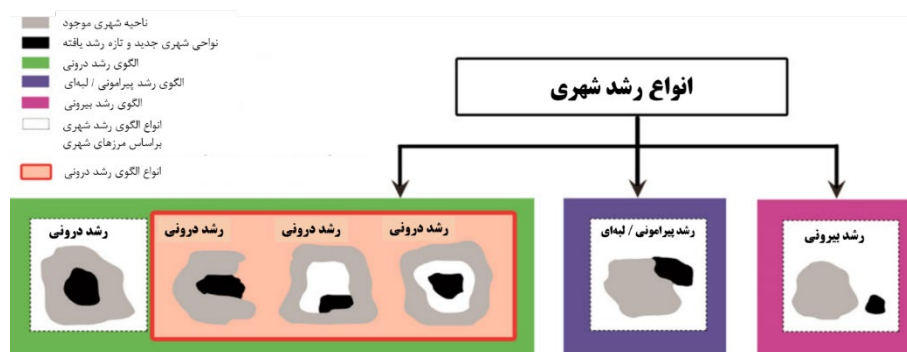 ناحیه شهری موجود
نواحی شهری جدید و تازه رشد یافته
الگوی رشد درونی
الگوی رشد پیرامونی / لبه‌ای
الگوی رشد بیرونی
انواع الگوی رشد شهری
براساس مرزهای شهری
انواع الگوی رشد درونی
انواع رشد شهری
رشد بیرونی
رشد پیرامونی / لبه‌ای
رشد درونی
رشد درونی
رشد درونی
رشد درونی